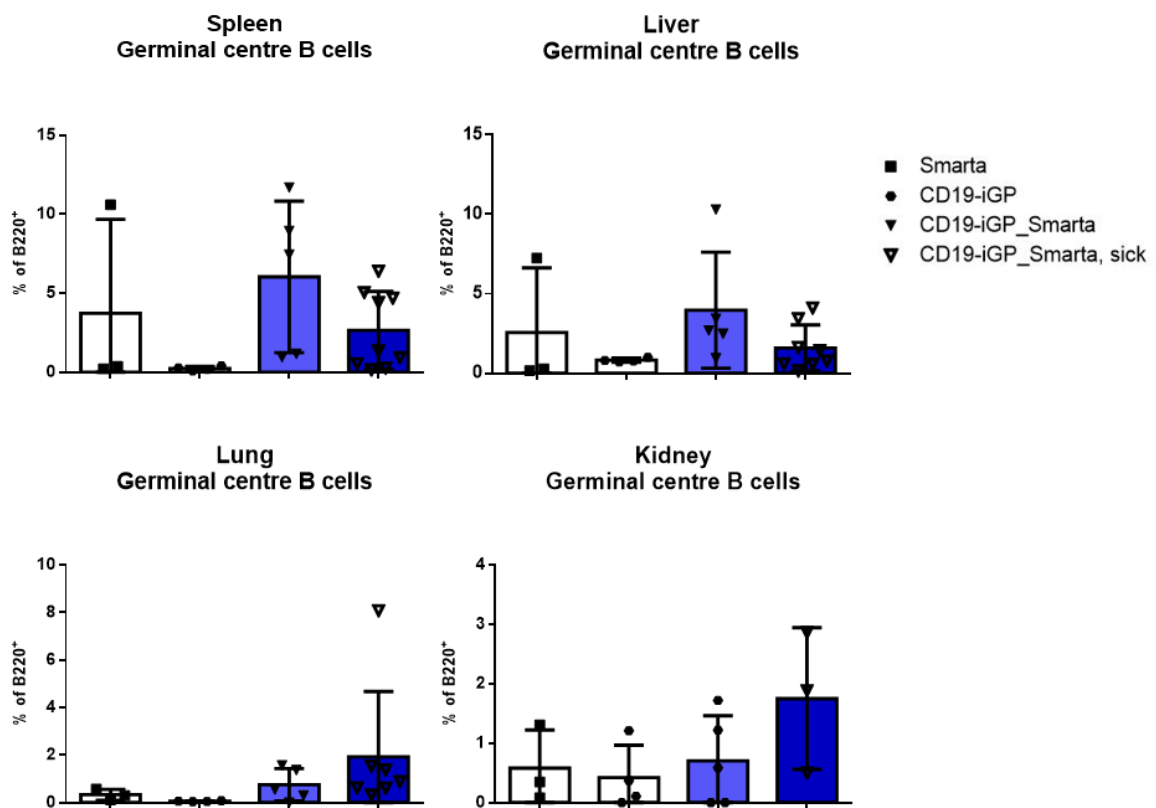 Spleen
Germinal centre B cells
% of B220+
15
10
5
0
Liver
Germinal centre B cells
% of B220+
15
10
5
0
Smarta
CD19-iGP
CD19-iGP_Smarta
CD19-iGP_Smarta, sick
Lung
Germinal centre B cells
% of B220+
10
8
6
4
2
0
Kidney
Germinal centre B cells
% of B220+
4
3
2
1
0